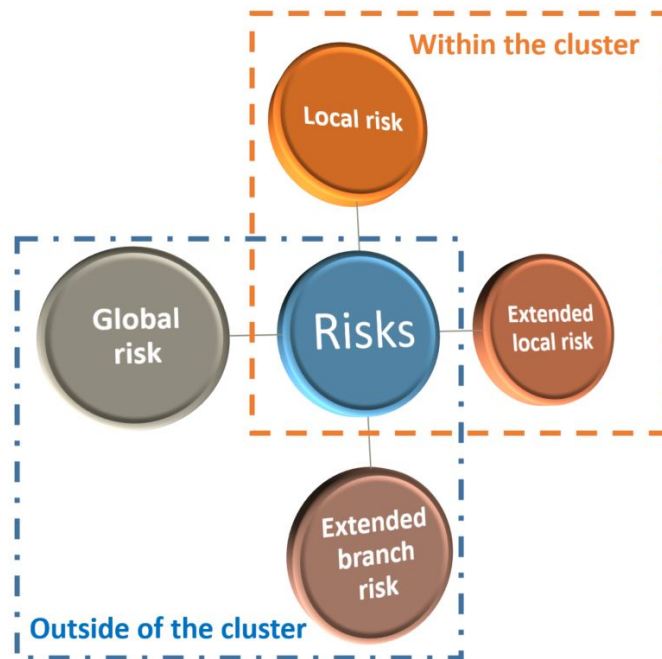 Within the cluster
Local risk
Global
risk
Risks
Extended
local risk
Extended
branch
risk
Outside of the cluster